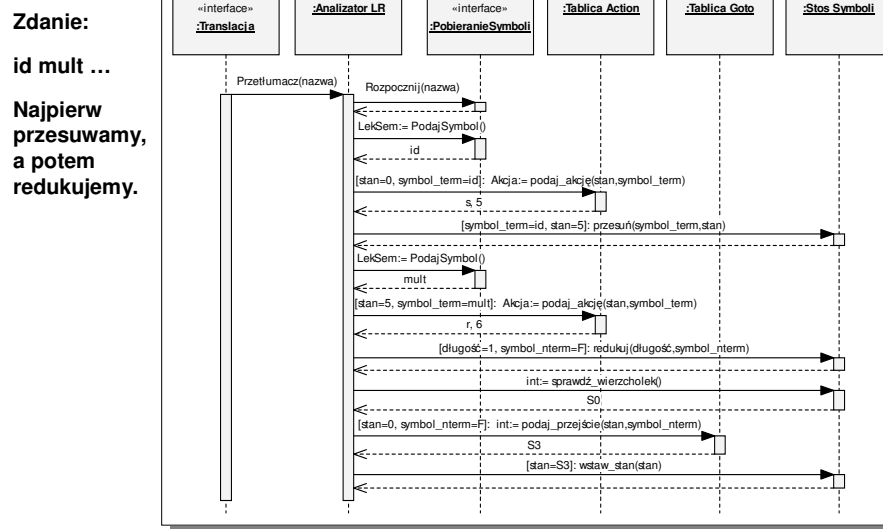 Zdanie:
id mult …
Najpierw
przesuwamy,
a potem
redukujemy.
«interface»
:Translacja
:Analizator LR
«interface»
:PobieranieSymboli
:Tablica Action
:Tablica Goto
:Stos Symboli
Przetłumacz(nazwa)
Rozpocznij(nazwa)
LekSem:= PodajSymbol()
id
[stan=0, symbol_term=id]: Akcja:= podaj_akcję(stan,symbol_term)
s, 5
[symbol_term=id, stan=5]: przesuń(symbol_term,stan)
LekSem:= PodajSymbol()
mult
[stan=5, symbol_term=mult]: Akcja:= podaj_akcję(stan,symbol_term)
r, 6
[długość=1, symbol_nterm=F]: redukuj(długość,symbol_nterm)
int:= sprawdź_wierzcholek()
S0
[stan=0, symbol_nterm=F]: int:= podaj_przejście(stan,symbol_nterm)
S3
[stan=S3]: wstaw_stan(stan)